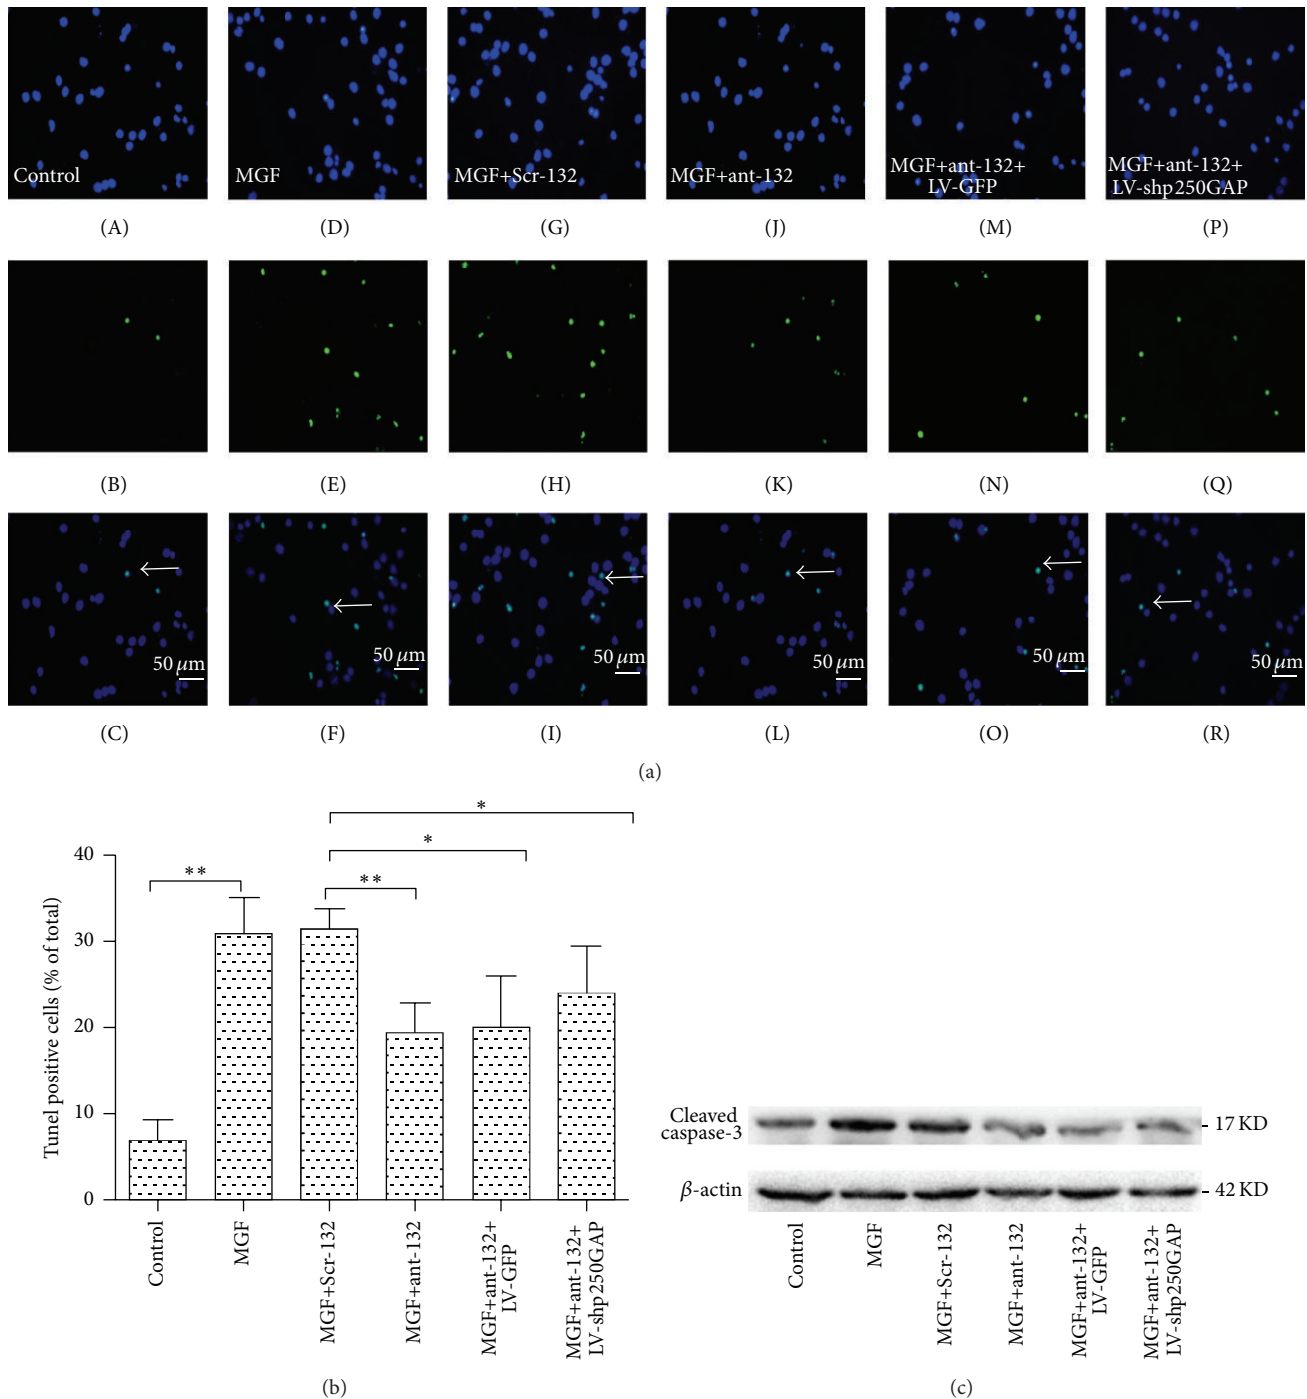 Control
MGF
MGF+Scr-132
MGF+ant-132
MGF+ant-132+
LV-GFP
MGF+ant-132+
LV-shp250GAP
(A)
(D)
(G)
(J)
(M)
(P)
(B)
(E)
(H)
(K)
(N)
(Q)
50 μm
50 μm
50 μm
50 μm
50 μm
50 μm
(C)
(F)
(I)
(L)
(O)
(R)
(a)
Tunel positive cells (% of total)
40
30
20
10
0
**
**
*
*
Control
MGF
MGF+Scr-132
MGF+ant-132
MGF+ant-132+
LV-GFP
MGF+ant-132+
LV-shp250GAP
(b)
Cleaved
caspase-3
- 17 KD
β-actin
- 42 KD
Control
MGF
MGF+Scr-132
MGF+ant-132
MGF+ant-132+
LV-GFP
MGF+ant-132+
LV-shp250GAP
(c)